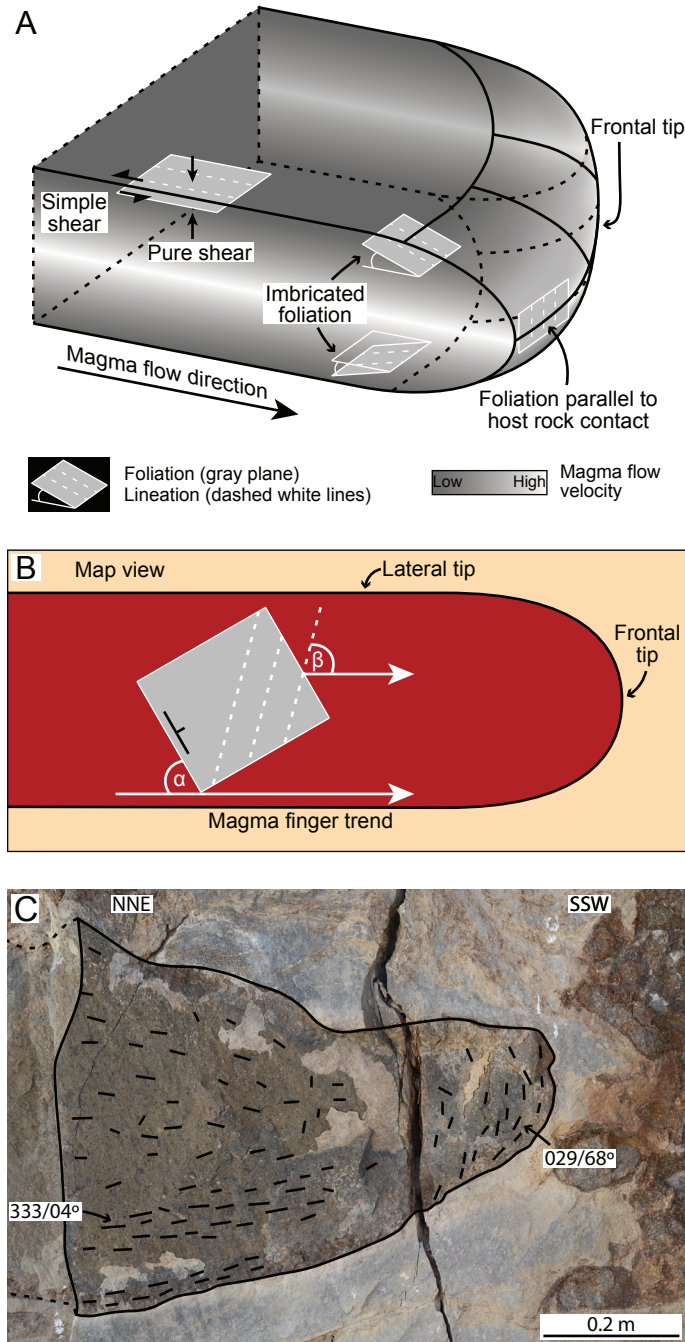 A
Frontal tip
Simple
shear
Pure shear
Imbricated
foliation
Magma flow direction
Foliation parallel to
host rock contact
Foliation (gray plane)
Lineation (dashed white lines)
Low
High
Magma flow
velocity
B
Map view
Lateral tip
Frontal
tip
β
α
Magma finger trend
C
NNE
SSW
029/68º
333/04º
0.2 m